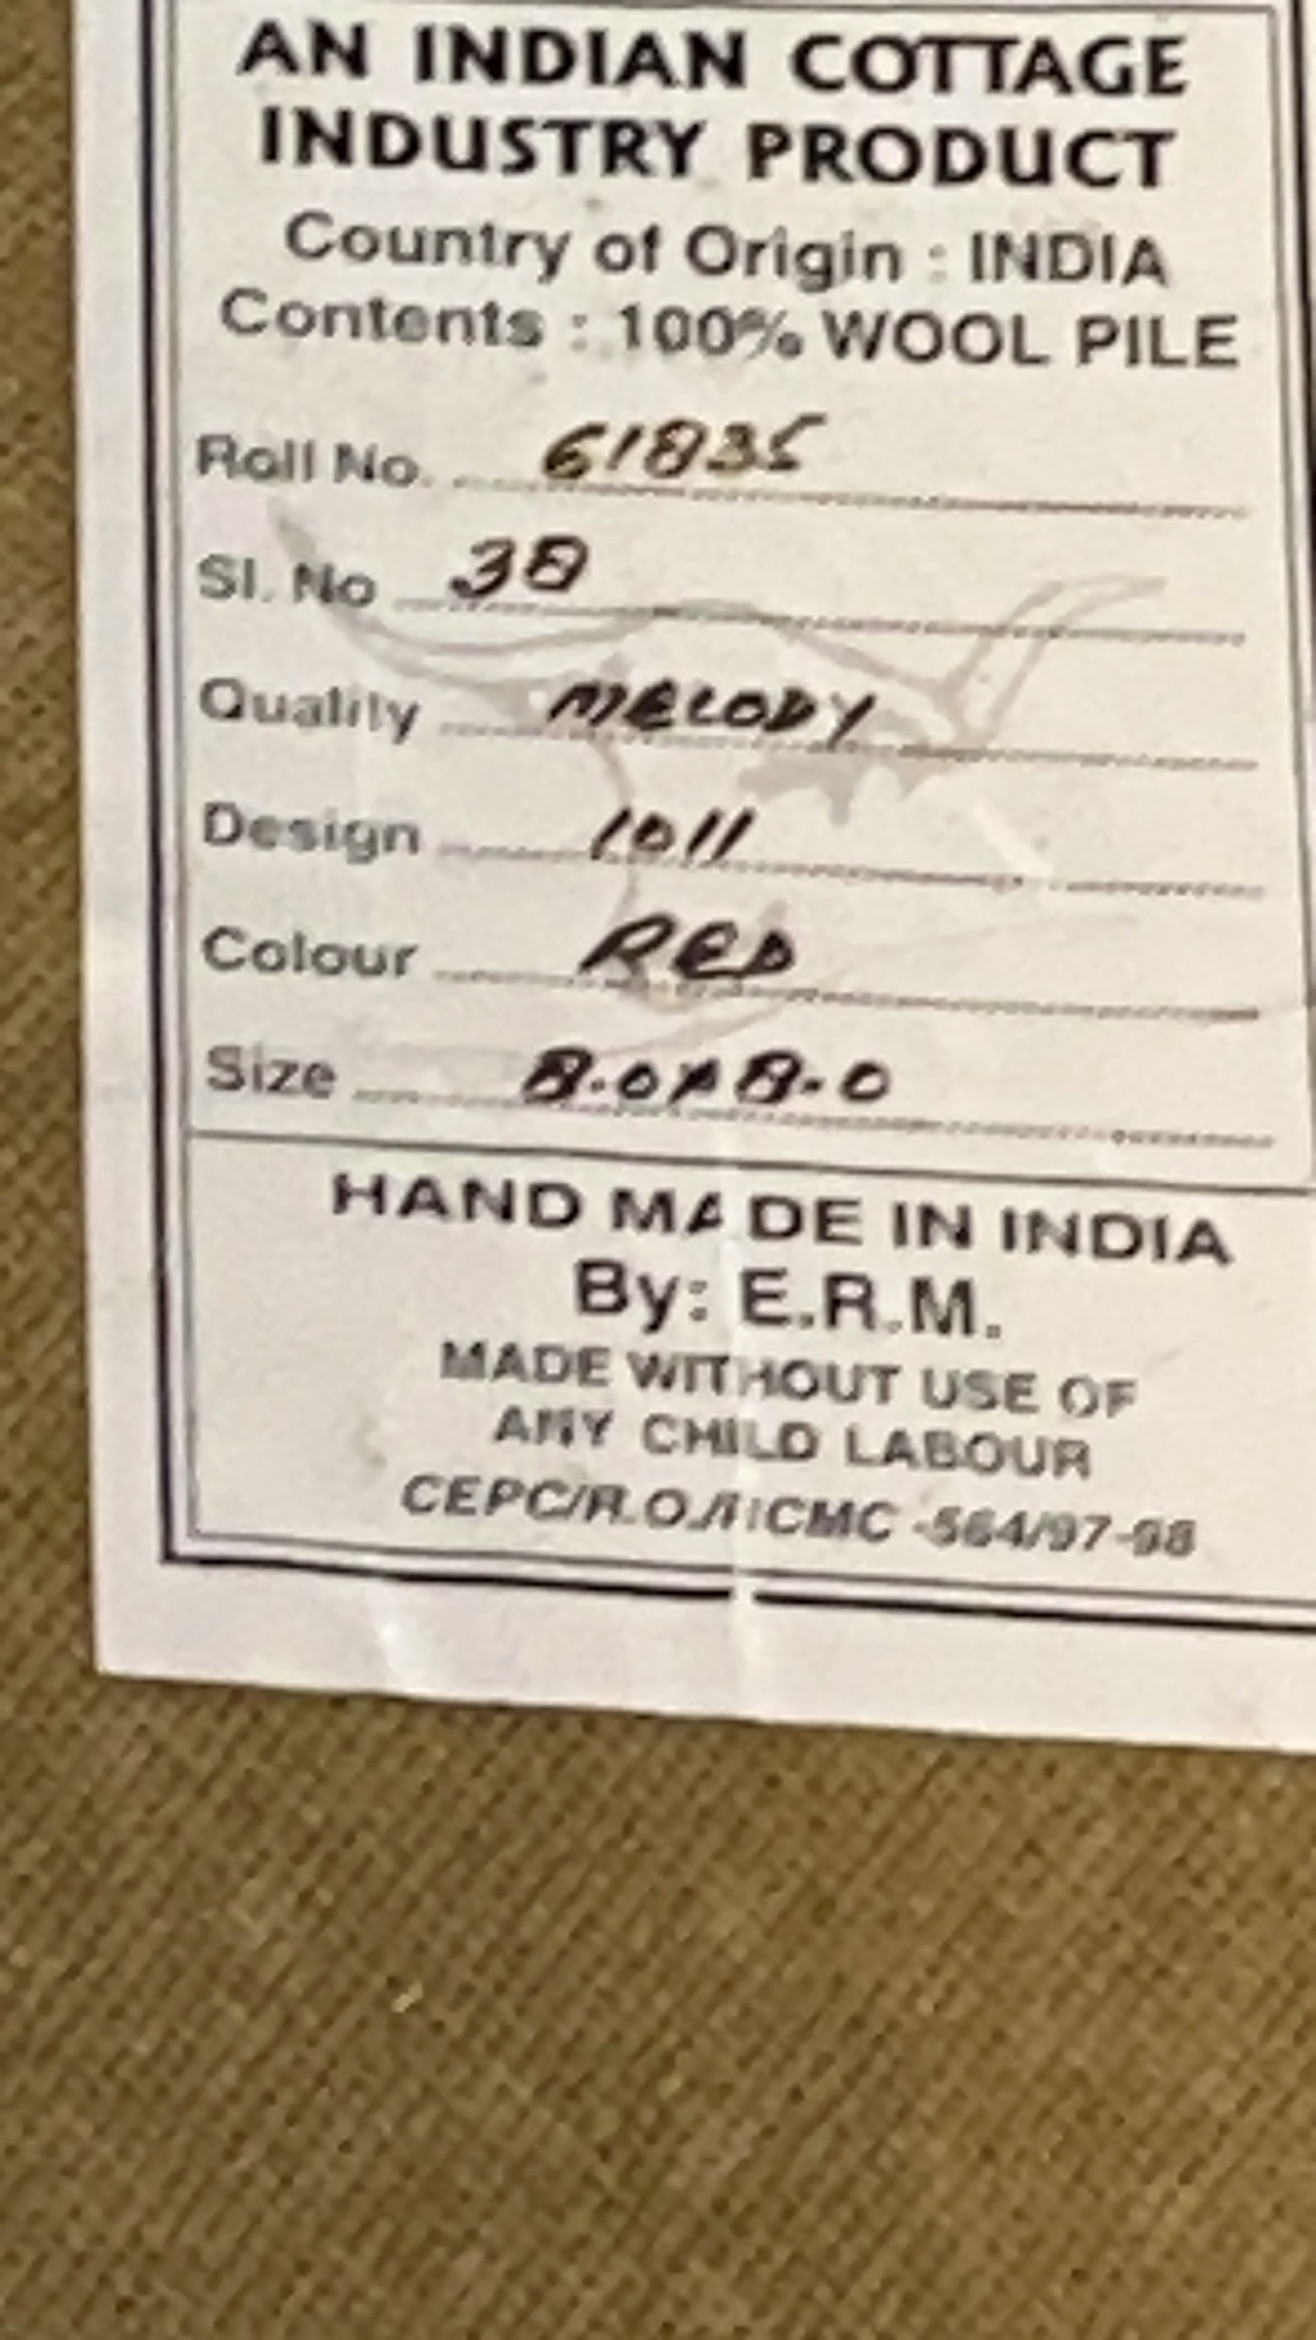 AN INDIAN COTTAGE
INDUSTRY PRODUCT
Country of Origin : INDIA
Contents : 100% WOOL PILE
Roll No. 61835
Sl. No 38
Quality MELODY
Design 1011
Colour RED
Size 8.0X8.0
HAND MADE IN INDIA
By: E.R.M.
MADE WITHOUT USE OF
ANY CHILD LABOUR
-564/97-98